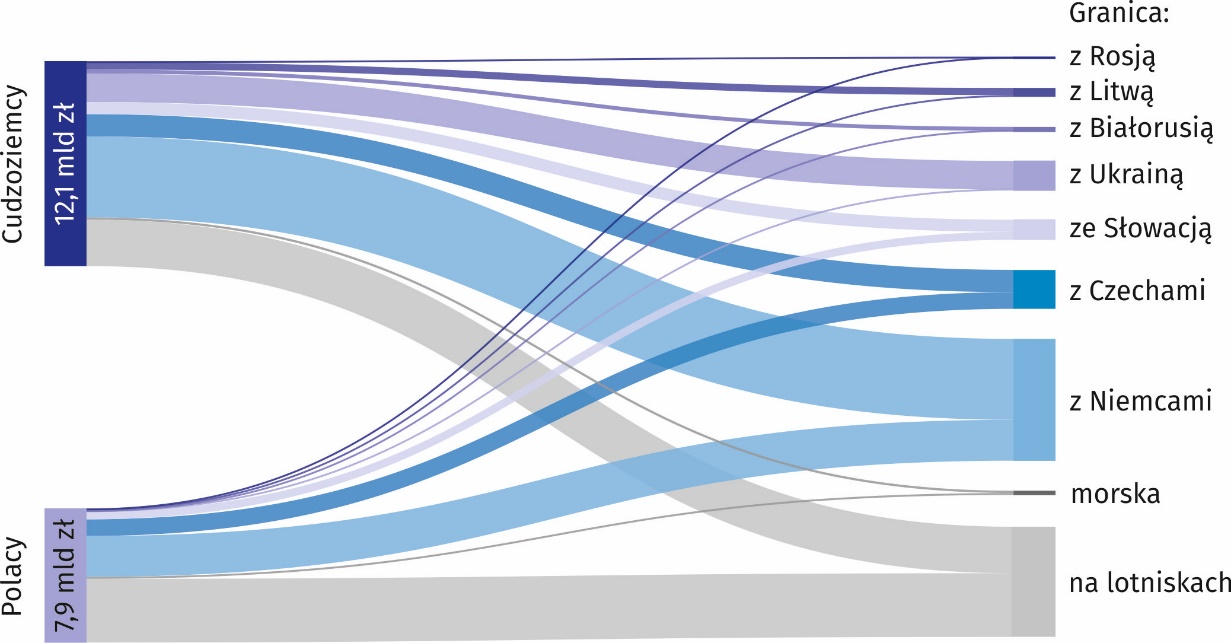 Granica:
z Rosją
z Litwą
z Białorusią
z Ukrainą
ze Słowacją
z Czechami
z Niemcami
morska
na lotniskach
Cudzoziemcy
12,1 mld zł
Polacy
7,9 mld zł